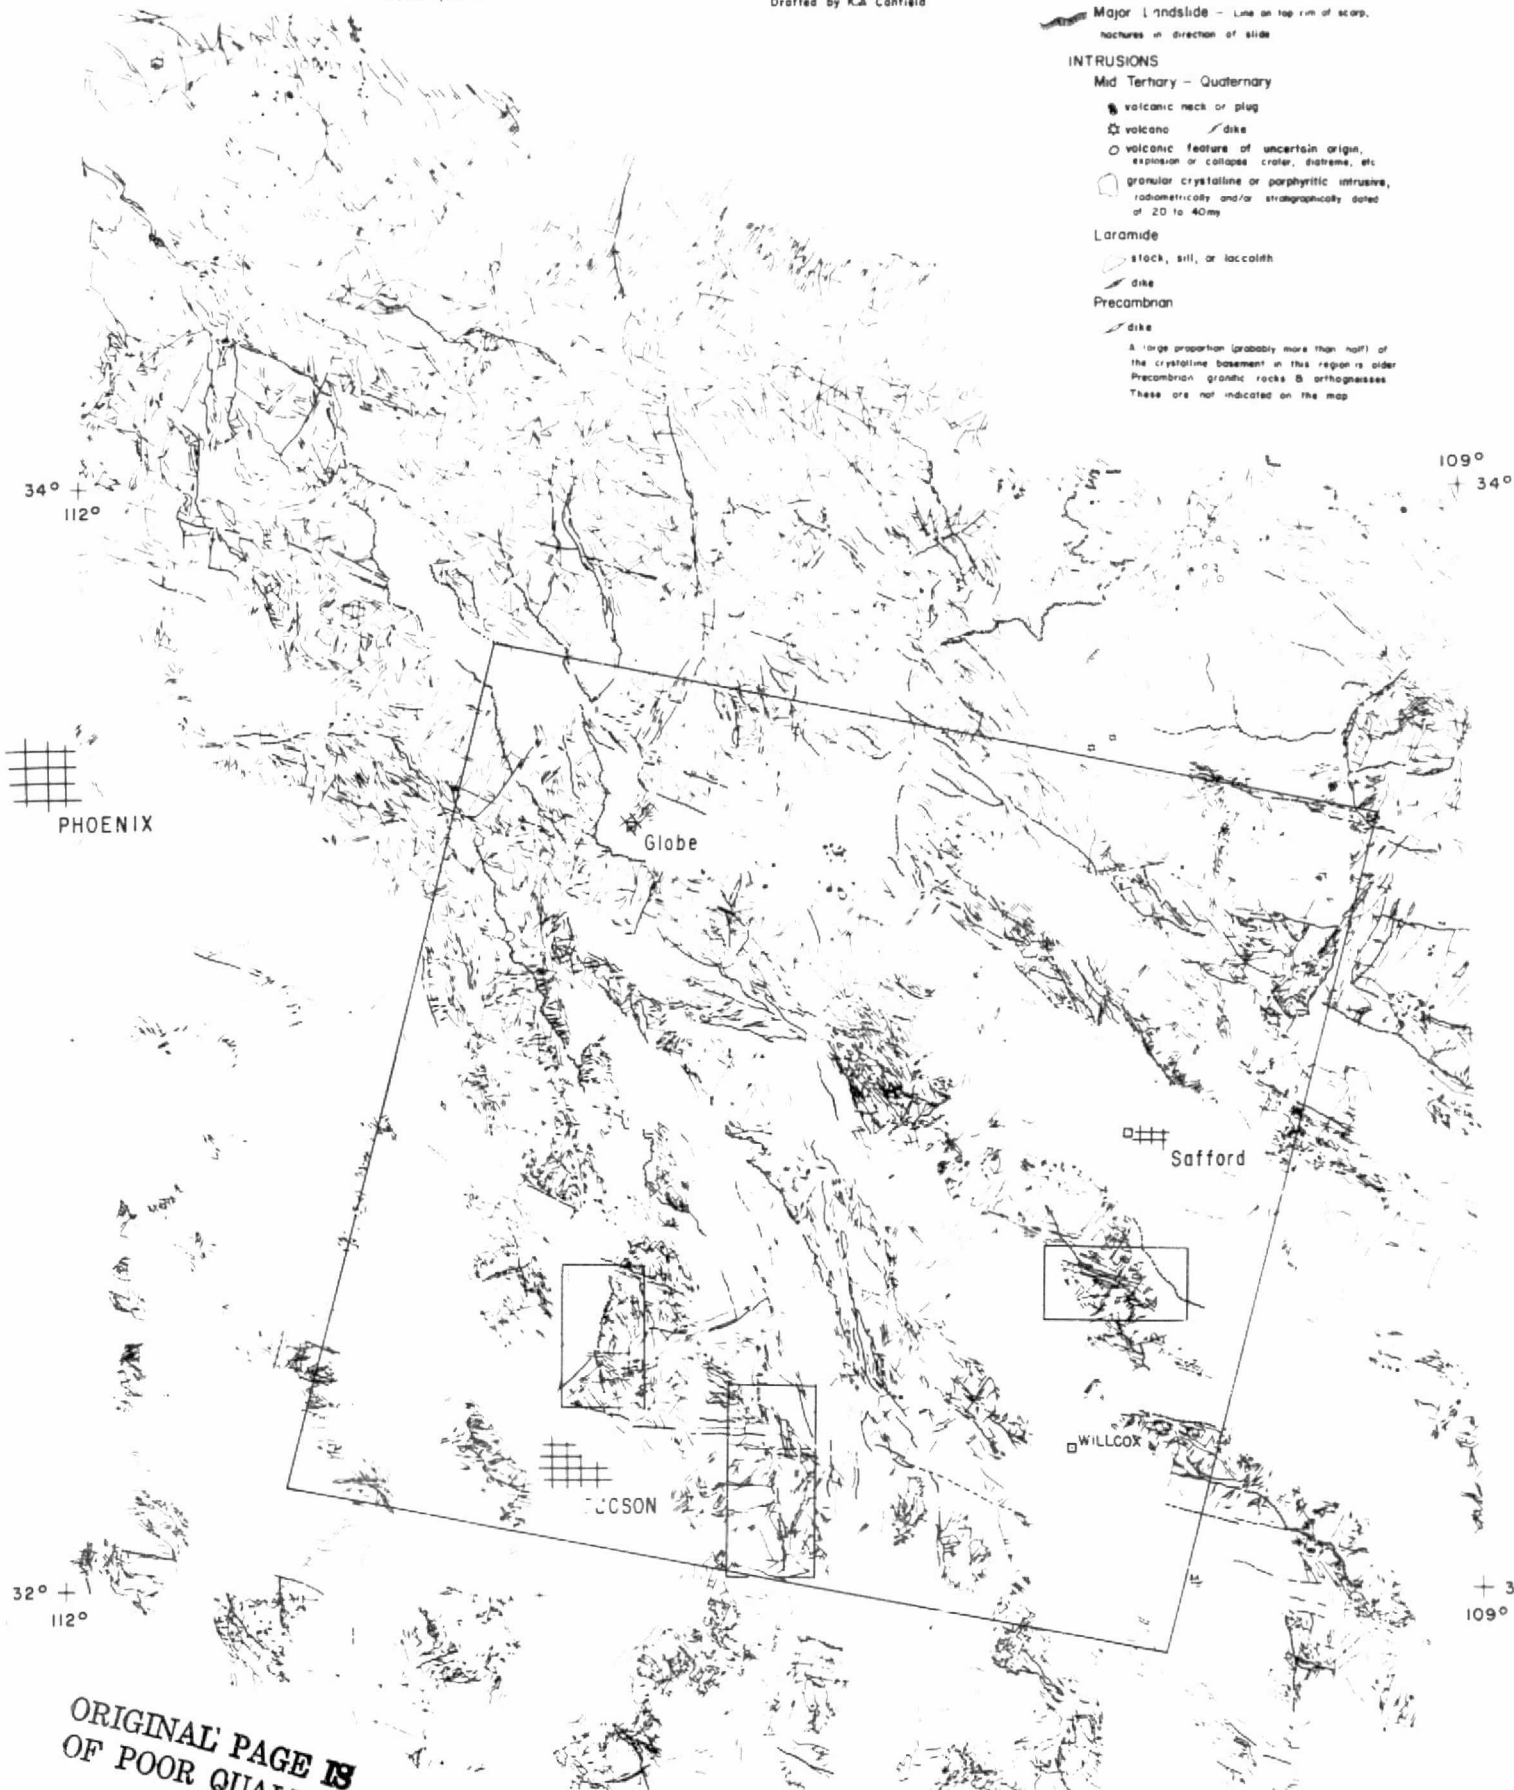 Drafted by K.A. Canfield
Major Landslide - Line on top rim of scarp,
hachures in direction of slide
INTRUSIONS
Mid Tertiary - Quaternary
volcanic neck or plug
volcano dike
volcanic feature of uncertain origin,
explosion or collapse crater, diatreme, etc
granular crystalline or porphyritic intrusive,
radiometrically and/or stratigraphically dated
at 20 to 40my
Laramide
stock, sill, or laccolith
dike
Precambrian
dike
A large proportion (probably more than half) of
the crystalline basement in this region is older
Precambrian granitic rocks & orthogneisses
These are not indicated on the map
109°
34°
34°
112°
PHOENIX
Globe
Safford
WILLCOX
TUCSON
32°
112°
3
109°
ORIGINAL PAGE IS
OF POOR